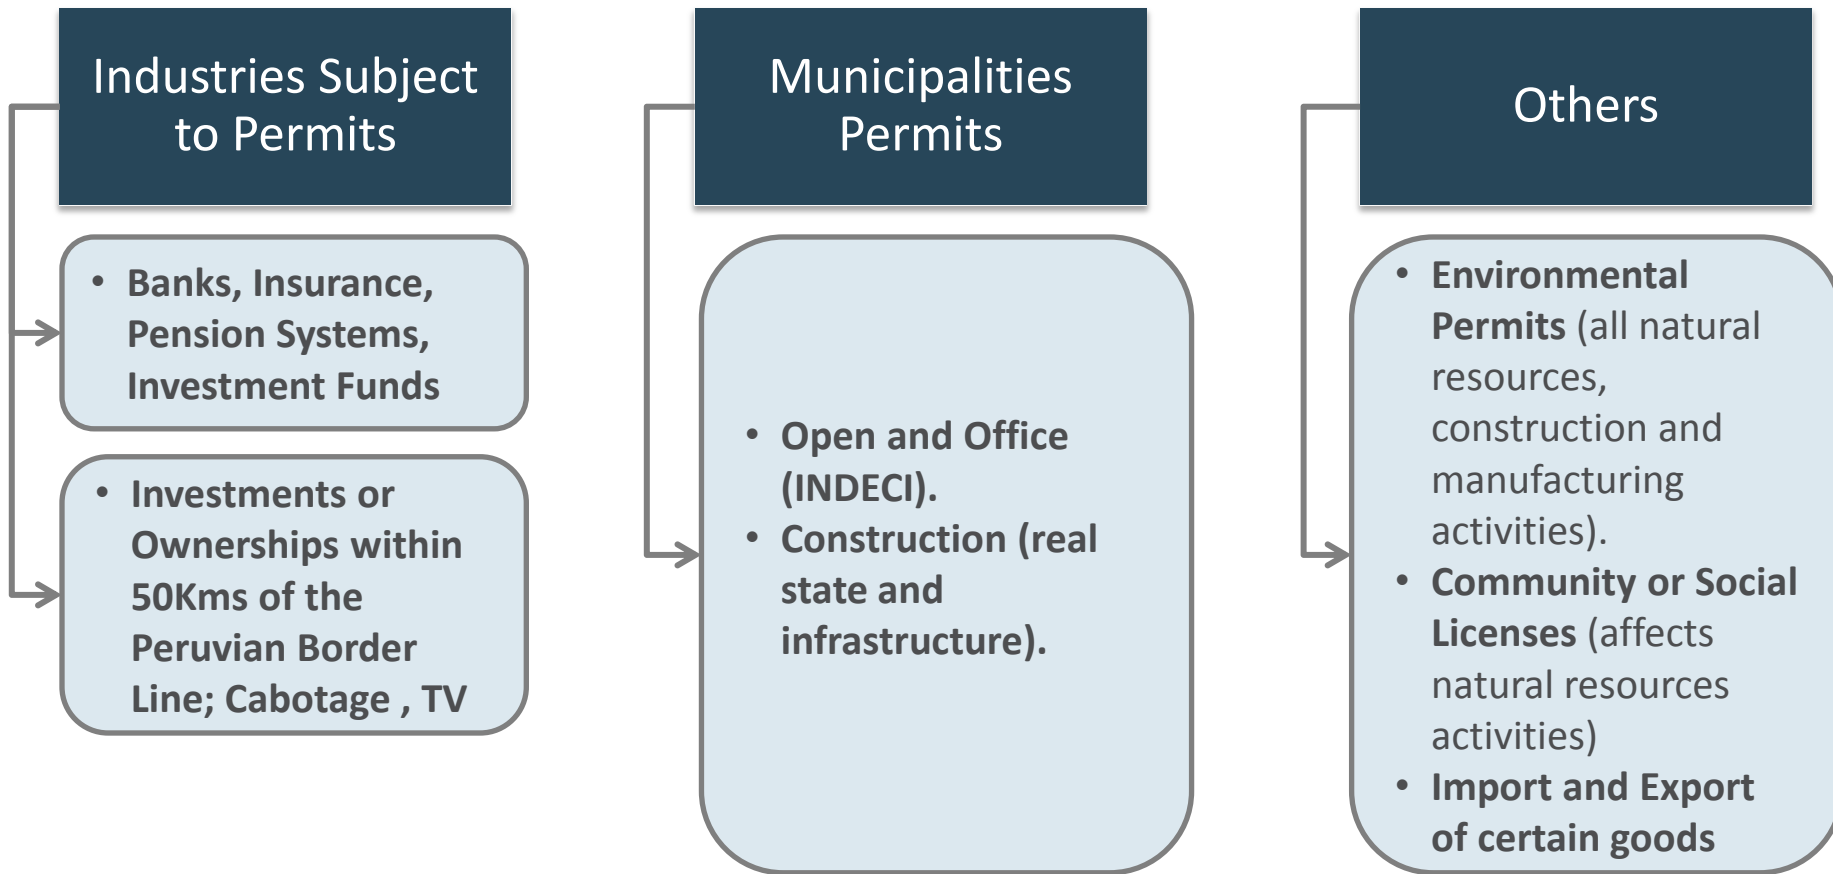 Industries Subject
to Permits
• Banks, Insurance,
Pension Systems,
Investment Funds
• Investments or
Ownerships within
50Kms of the
Peruvian Border
Line; Cabotage , TV
Municipalities
Permits
• Open and Office
(INDECI).
• Construction (real
state and
infrastructure).
Others
• Environmental
Permits (all natural
resources,
construction and
manufacturing
activities).
• Community or Social
Licenses (affects
natural resources
activities)
• Import and Export
of certain goods